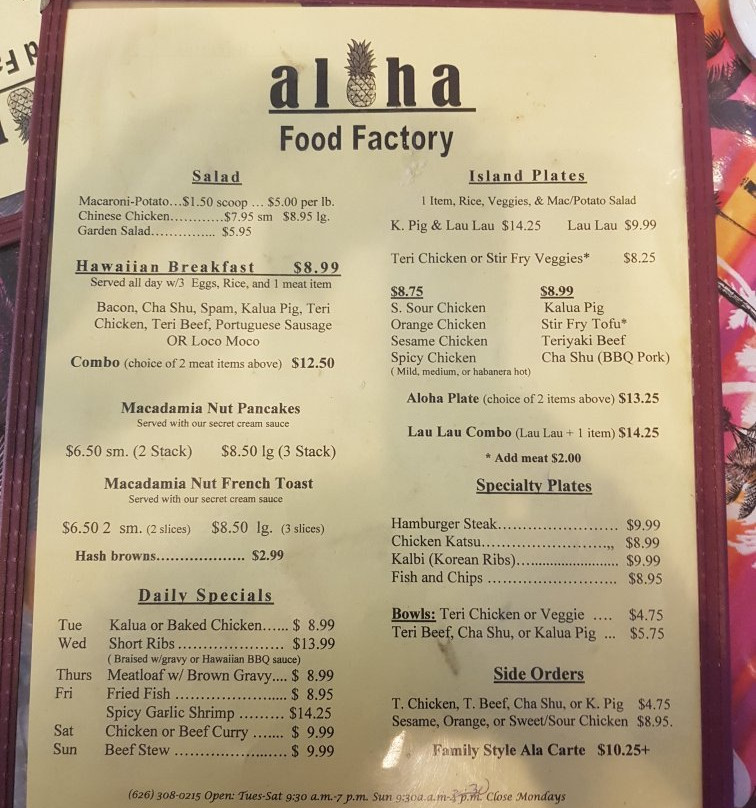 aloha
Food Factory
Salad
Macaroni-Potato...$1.50 scoop ... $5.00 per lb.
Chinese Chicken............$7.95 sm $8.95 lg.
Garden Salad............... $5.95
Hawaiian Breakfast $8.99
Served all day w/3 Eggs, Rice, and 1 meat item
Bacon, Cha Shu, Spam, Kalua Pig, Teri
Chicken, Teri Beef, Portuguese Sausage
OR Loco Moco
Combo (choice of 2 meat items above) $12.50
Macadamia Nut Pancakes
Served with our secret cream sauce
$6.50 sm. (2 Stack) $8.50 lg (3 Stack)
Macadamia Nut French Toast
Served with our secret cream sauce
$6.50 2 sm. (2 slices) $8.50 lg. (3 slices)
Hash browns................... $2.99
Daily Specials
Tue Kalua or Baked Chicken...... $ 8.99
Wed Short Ribs ...................... $13.99
( Braised w/gravy or Hawaiian BBQ sauce)
Thurs Meatloaf w/ Brown Gravy.... $ 8.99
Fri Fried Fish ....................... $ 8.95
Spicy Garlic Shrimp ......... $14.25
Sat Chicken or Beef Curry ....... $ 9.99
Sun Beef Stew ....................... $ 9.99
Island Plates
1 Item, Rice, Veggies, & Mac/Potato Salad
K. Pig & Lau Lau $14.25 Lau Lau $9.99
Teri Chicken or Stir Fry Veggies* $8.25
$8.75 $8.99
S. Sour Chicken Kalua Pig
Orange Chicken Stir Fry Tofu*
Sesame Chicken Teriyaki Beef
Spicy Chicken Cha Shu (BBQ Pork)
( Mild, medium, or habanera hot)
Aloha Plate (choice of 2 items above) $13.25
Lau Lau Combo (Lau Lau + 1 item) $14.25
* Add meat $2.00
Specialty Plates
Hamburger Steak........................ $9.99
Chicken Katsu............................,, $8.99
Kalbi (Korean Ribs)........................ $9.99
Fish and Chips ............................ $8.95
Bowls: Teri Chicken or Veggie .... $4.75
Teri Beef, Cha Shu, or Kalua Pig ... $5.75
Side Orders
T. Chicken, T. Beef, Cha Shu, or K. Pig $4.75
Sesame, Orange, or Sweet/Sour Chicken $8.95.
Family Style Ala Carte $10.25+
(626) 308-0215 Open: Tues-Sat 9:30 a.m.-7 p.m. Sun 9:30a.a.m- p.m. Close Mondays